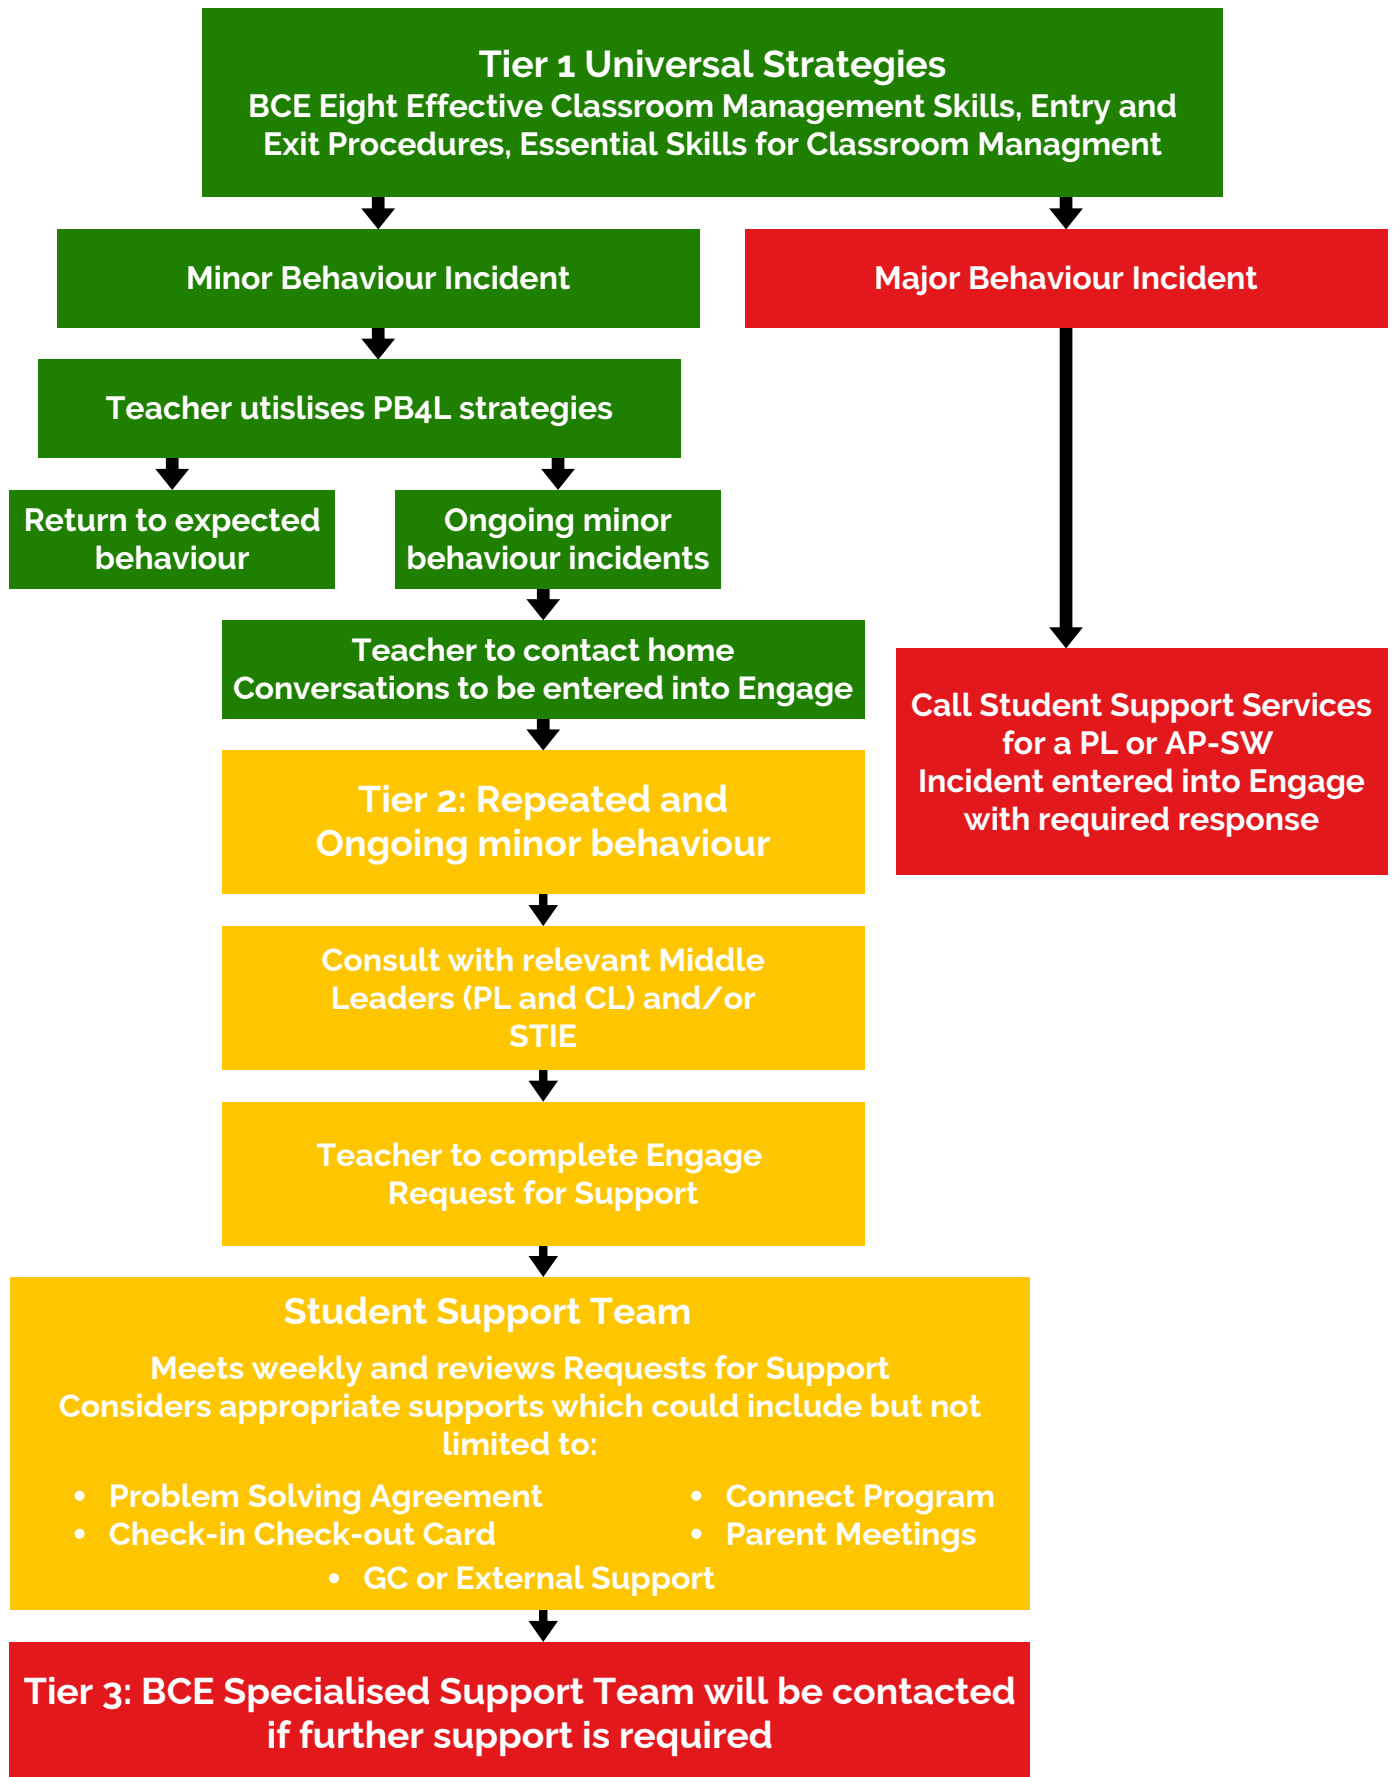 Tier 1 Universal Strategies
BCE Eight Effective Classroom Management Skills, Entry and
Exit Procedures, Essential Skills for Classroom Managment
Minor Behaviour Incident
Major Behaviour Incident
Teacher utislises PB4L strategies
Return to expected
behaviour
Ongoing minor
behaviour incidents
Teacher to contact home
Conversations to be entered into Engage
Call Student Support Services
for a PL or AP-SW
Incident entered into Engage
with required response
Tier 2: Repeated and
Ongoing minor behaviour
Consult with relevant Middle
Leaders (PL and CL) and/or
STIE
Teacher to complete Engage
Request for Support
Student Support Team
Meets weekly and reviews Requests for Support
Considers appropriate supports which could include but not
limited to:
• Problem Solving Agreement
• Check-in Check-out Card
• Connect Program
• Parent Meetings
• GC or External Support
Tier 3: BCE Specialised Support Team will be contacted
if further support is required